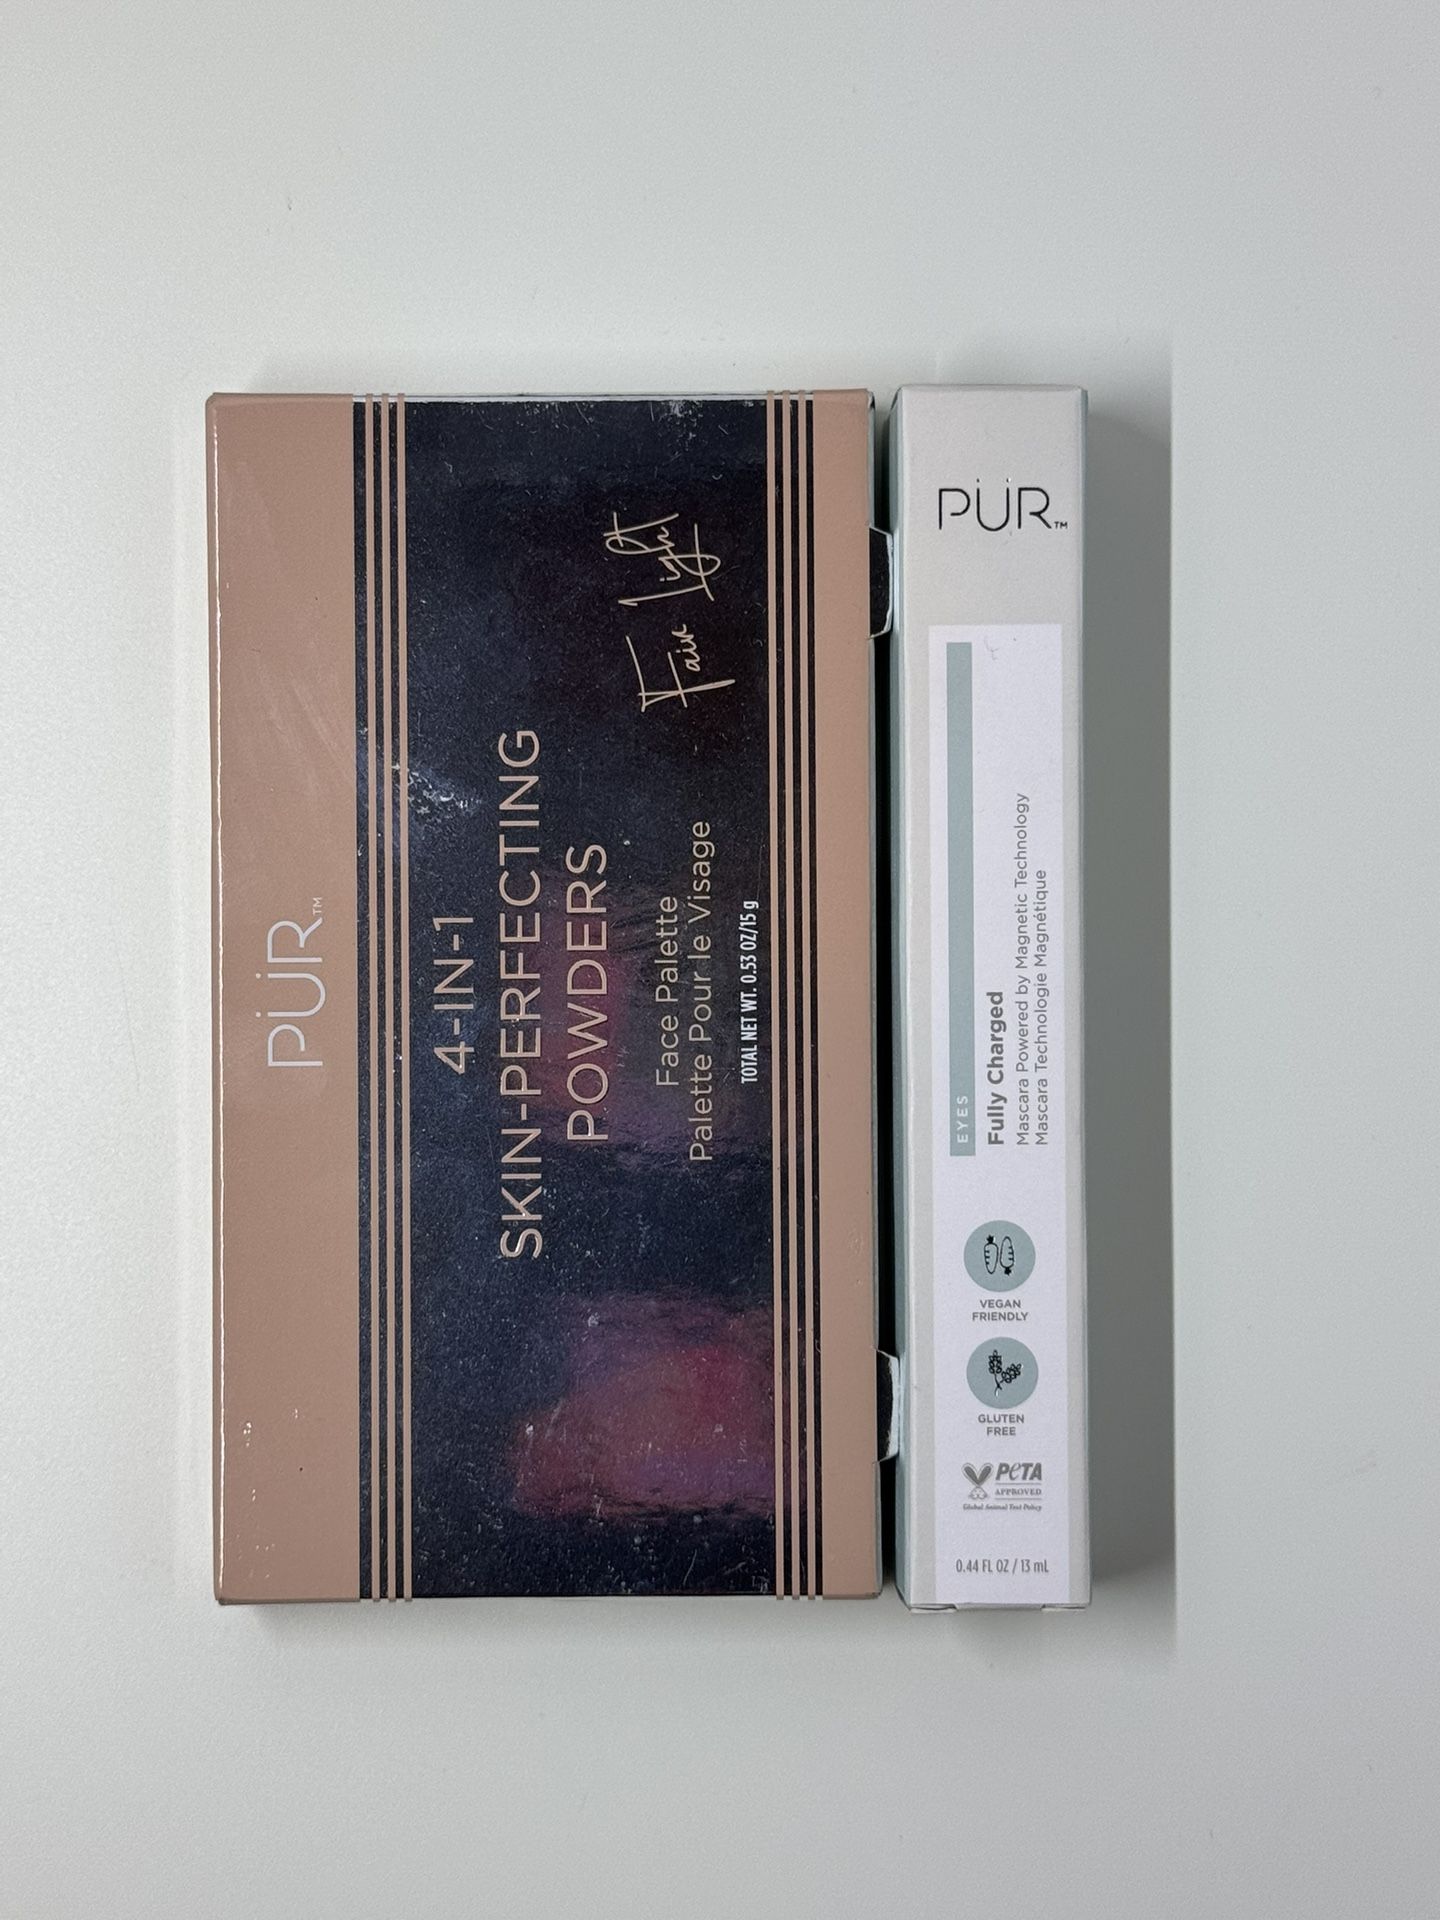 PÜR™
4-IN-1
SKIN-PERFECTING
POWDERS
Face Palette
Palette Pour le Visage
TOTAL NET WT. 0.53 OZ/15 g
Fair Light
PÜR™
EYES
Fully Charged
Mascara Powered by Magnetic Technology
Mascara Technologie Magnétique
VEGAN
FRIENDLY
GLUTEN
FREE
PETA
APPROVED
Global Animal Test Policy
0.44 FL OZ / 13 mL